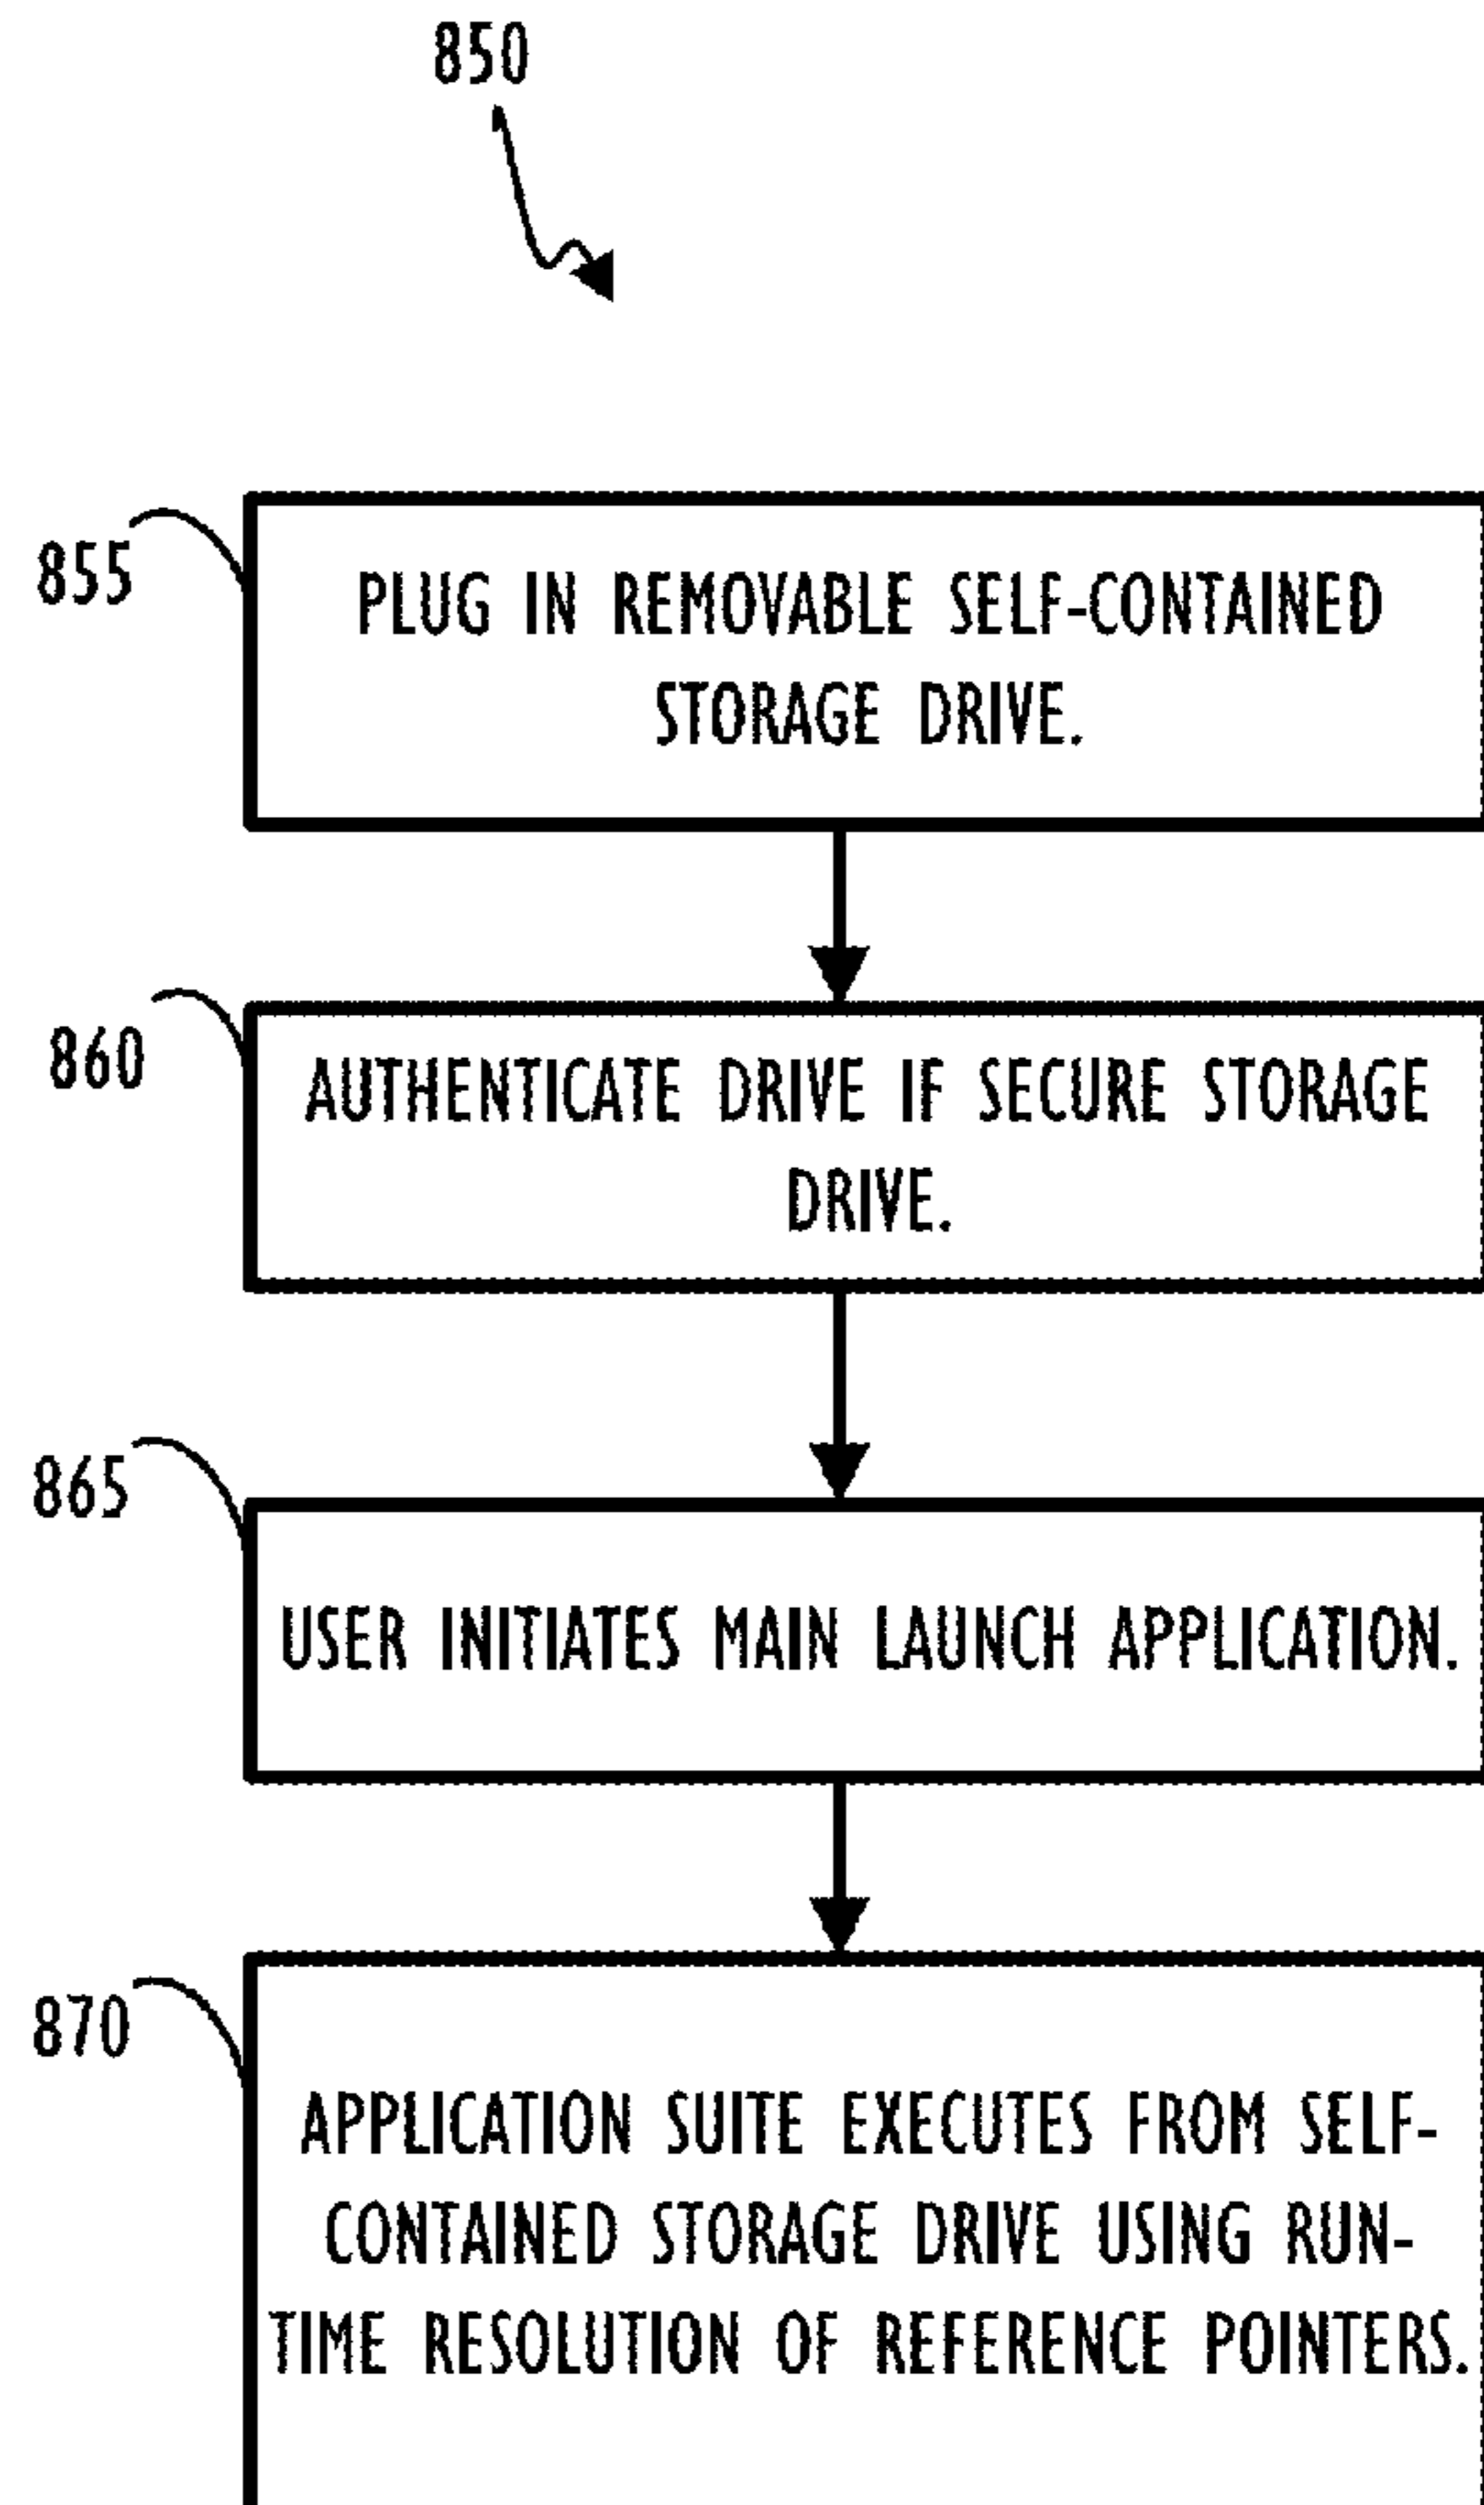 850
855
PLUG IN REMOVABLE SELF-CONTAINED
STORAGE DRIVE.
860
AUTHENTICATE DRIVE IF SECURE STORAGE
DRIVE.
865
USER INITIATES MAIN LAUNCH APPLICATION.
870
APPLICATION SUITE EXECUTES FROM SELF-
CONTAINED STORAGE DRIVE USING RUN-
TIME RESOLUTION OF REFERENCE POINTERS.